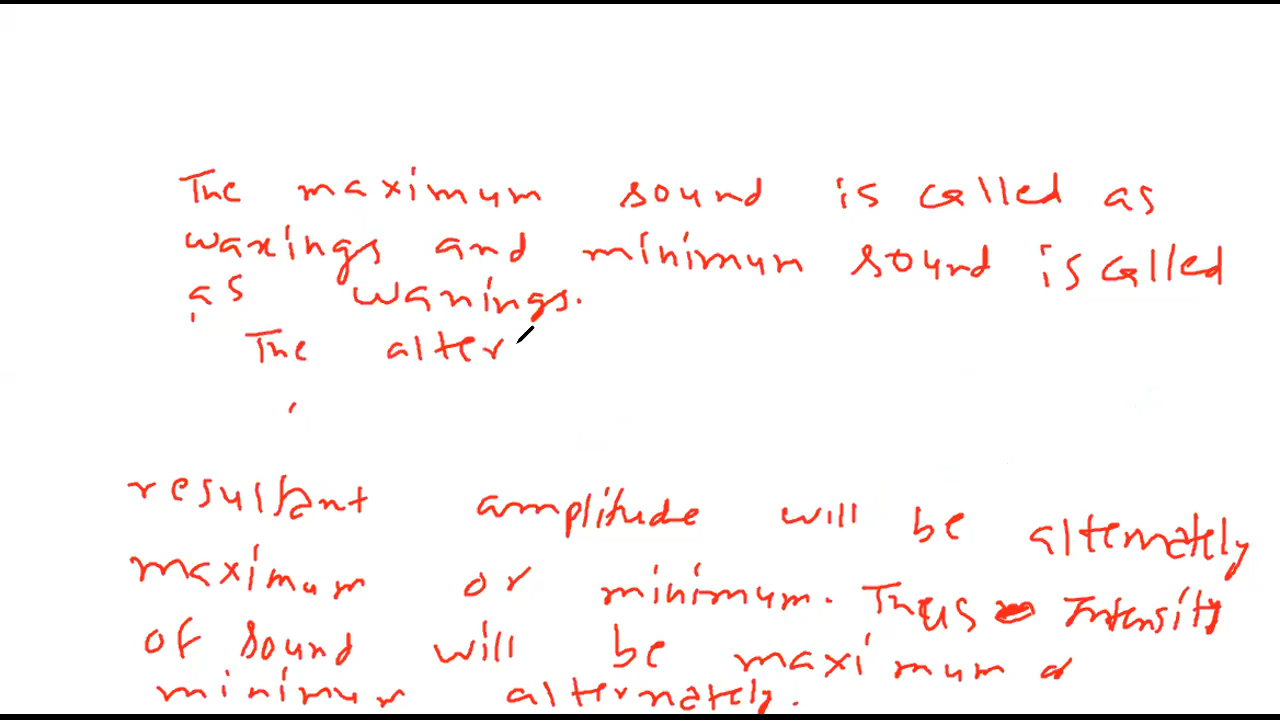 The maximum sound is called as
waxings and minimum sound is called
as wanings.
The alter
resultant amplitude will be alternately
maximum or minimum. Thus Intensity
of sound will be maximum
minimum alternately.